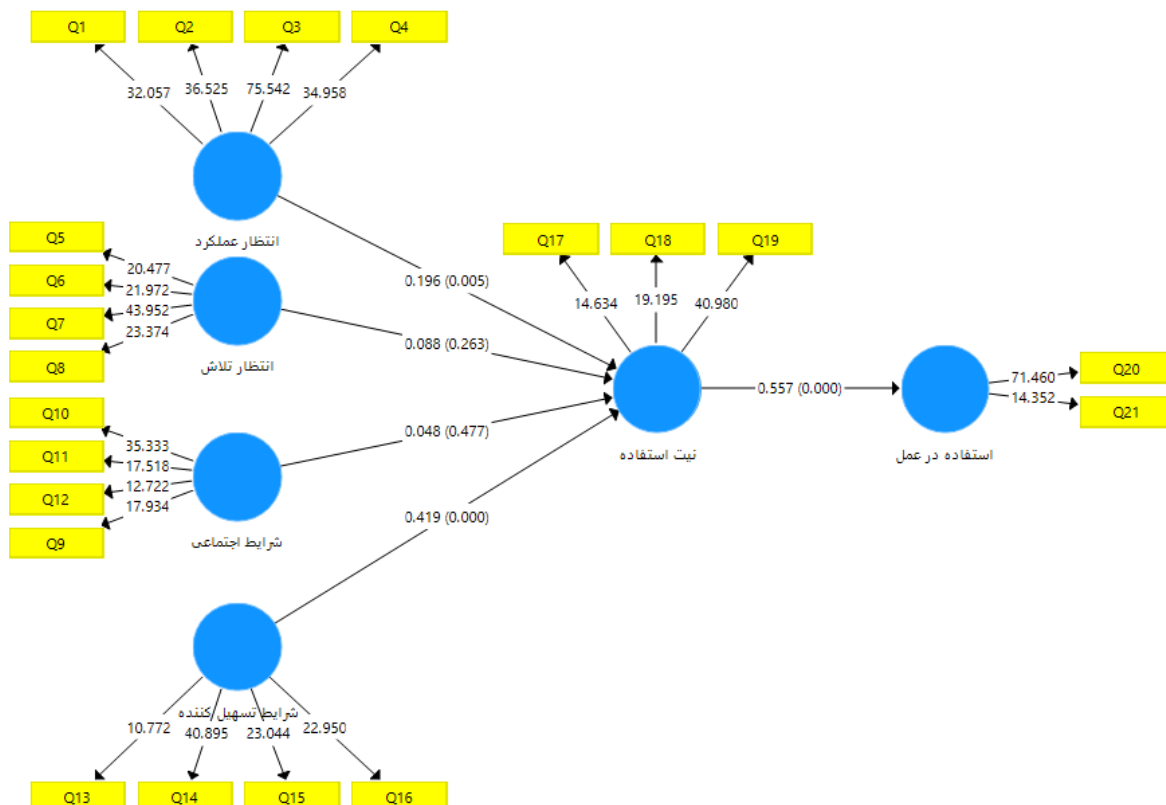 Q1
Q2
Q3
Q4
32.057
36.525
75.542
34.958
انتظار عملکرد
Q5
Q6
Q7
Q8
20.477
21.972
43.952
23.374
انتظار تلاش
Q10
Q11
Q12
Q9
35.333
17.518
12.722
17.934
شرایط اجتماعی
شرایط تسهیل کننده
10.772
40.895
23.044
22.950
Q13
Q14
Q15
Q16
0.196 (0.005)
0.088 (0.263)
0.048 (0.477)
0.419 (0.000)
Q17
Q18
Q19
14.634
19.195
40.980
نیت استفاده
0.557 (0.000)
استفاده در عمل
71.460
14.352
Q20
Q21